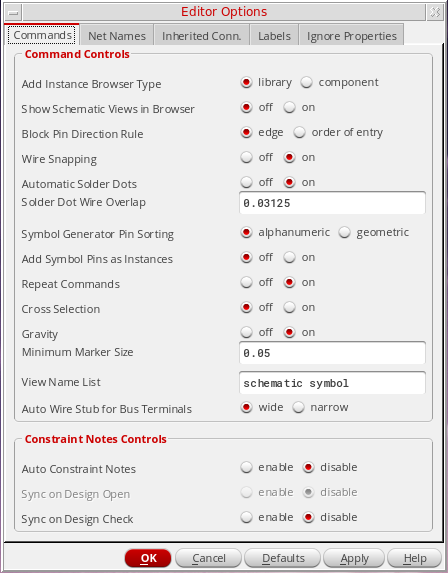 Editor Options
Commands Net Names Inherited Conn. Labels Ignore Properties
Command Controls
Add Instance Browser Type library component
Show Schematic Views in Browser off on
Block Pin Direction Rule edge order of entry
Wire Snapping off on
Automatic Solder Dots off on
Solder Dot Wire Overlap 0.03125
Symbol Generator Pin Sorting alphanumeric geometric
Add Symbol Pins as Instances off on
Repeat Commands off on
Cross Selection off on
Gravity off on
Minimum Marker Size 0.05
View Name List schematic symbol
Auto Wire Stub for Bus Terminals wide narrow
Constraint Notes Controls
Auto Constraint Notes enable disable
Sync on Design Open enable disable
Sync on Design Check enable disable
OK Cancel Defaults Apply Help